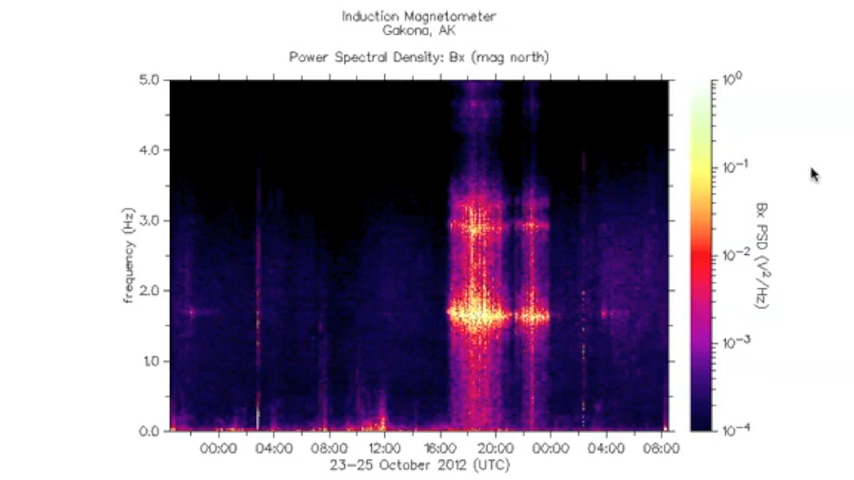 Induction Magnetometer
Gakona, AK
Power Spectral Density: Bx (mag north)
5.0
4.0
3.0
2.0
1.0
0.0
frequency (Hz)
00:00 04:00 08:00 12:00 16:00 20:00 00:00 04:00 08:00
23-25 October 2012 (UTC)
10⁰
10⁻¹
10⁻²
10⁻³
10⁻⁴
Bx PSD (V²/Hz)